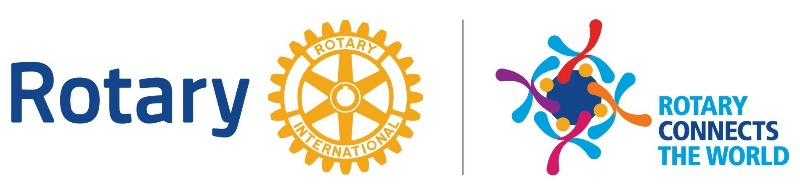 Rotary
ROTARY
INTERNATIONAL
ROTARY
CONNECTS
THE WORLD